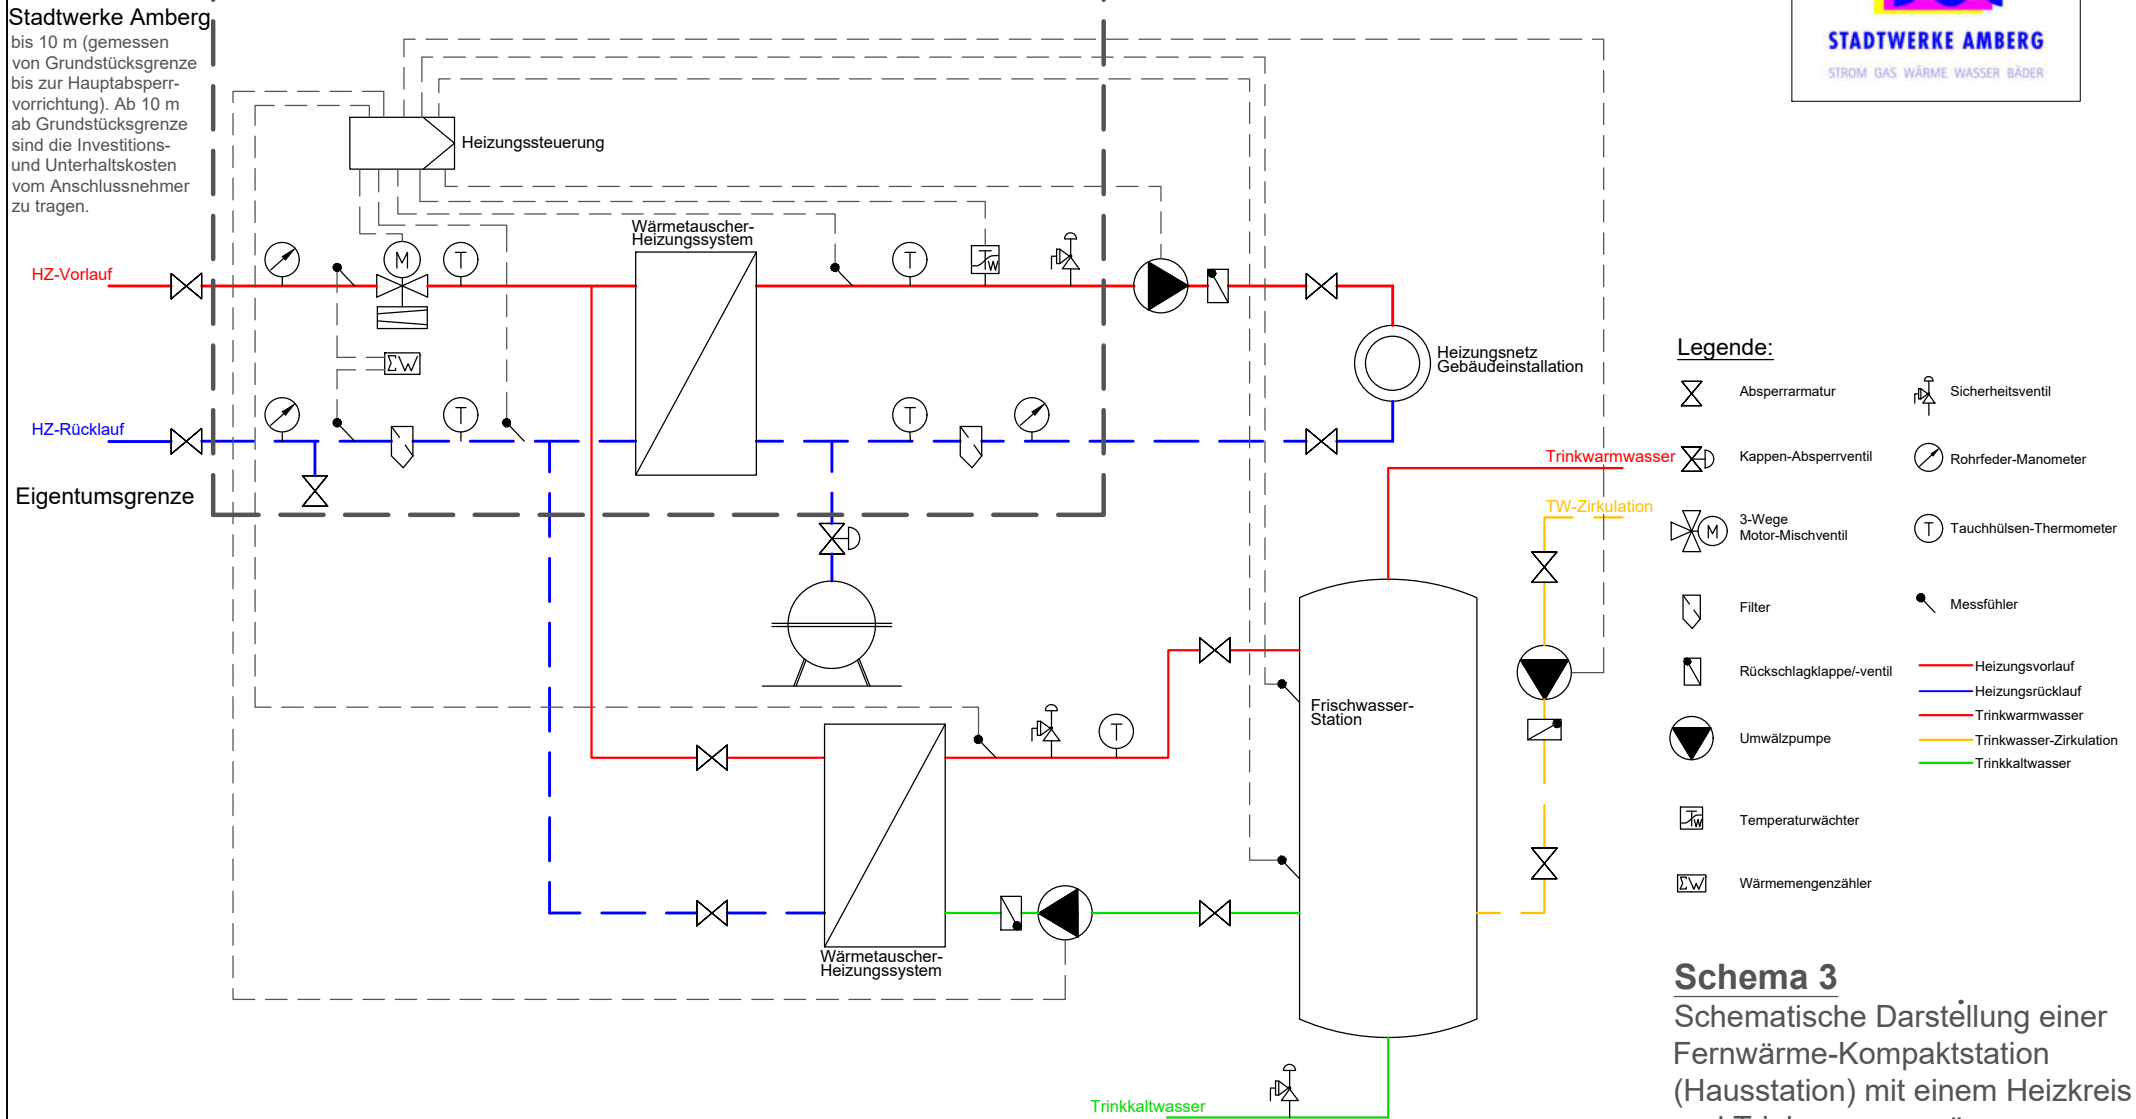 Stadtwerke Amberg
bis 10 m (gemessen
von Grundstücksgrenze
bis zur Hauptabsperr-
vorrichtung). Ab 10 m
ab Grundstücksgrenze
sind die Investitions-
und Unterhaltskosten
vom Anschlussnehmer
zu tragen.
STADTWERKE AMBERG
STROM GAS WÄRME WASSER BÄDER
Heizungssteuerung
Wärmetauscher-
Heizungssystem
HZ-Vorlauf
M
T
T
TW
ΣW
HZ-Rücklauf
T
T
Eigentumsgrenze
Heizungsnetz
Gebäudeinstallation
Trinkwarmwasser
TW-Zirkulation
Frischwasser-
Station
T
Wärmetauscher-
Heizungssystem
Trinkkaltwasser
Legende:
Absperrarmatur
Sicherheitsventil
Kappen-Absperrventil
Rohrfeder-Manometer
M
3-Wege
Motor-Mischventil
T
Tauchhülsen-Thermometer
Filter
Messfühler
Rückschlagklappe/-ventil
Heizungsvorlauf
Heizungsrücklauf
Trinkwarmwasser
Umwälzpumpe
Trinkwasser-Zirkulation
Trinkkaltwasser
TW
Temperaturwächter
ΣW
Wärmemengenzähler
Schema 3
Schematische Darstellung einer
Fernwärme-Kompaktstation
(Hausstation) mit einem Heizkreis